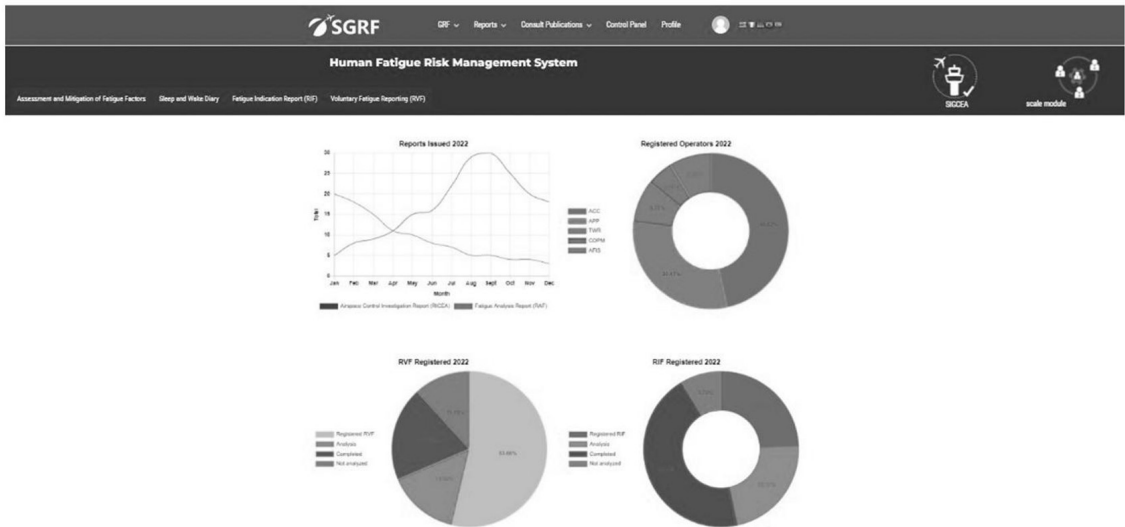 SGRF
GRF Reports Consult Publications Control Panel Profile
Human Fatigue Risk Management System
Assessment and Mitigation of Fatigue Factors Sleep and Wake Diary Fatigue Indication Report (RIF) Voluntary Fatigue Reporting (RVF)
SIGCEA
scale module
Reports Issued 2022
30
25
20
15
10
5
0
Total
Jan Feb Mar Apr May Jun Jul Aug Sept Oct Nov Dec
Month
Airspace Control Investigation Report (RICEA) Fatigue Analysis Report (RAF)
Registered Operators 2022
ACC
APP
TWR
COPM
AFIS
RVF Registered 2022
Registered RVF
Analysis
Completed
Not analyzed
RIF Registered 2022
Registered RIF
Analysis
Completed
Not analyzed